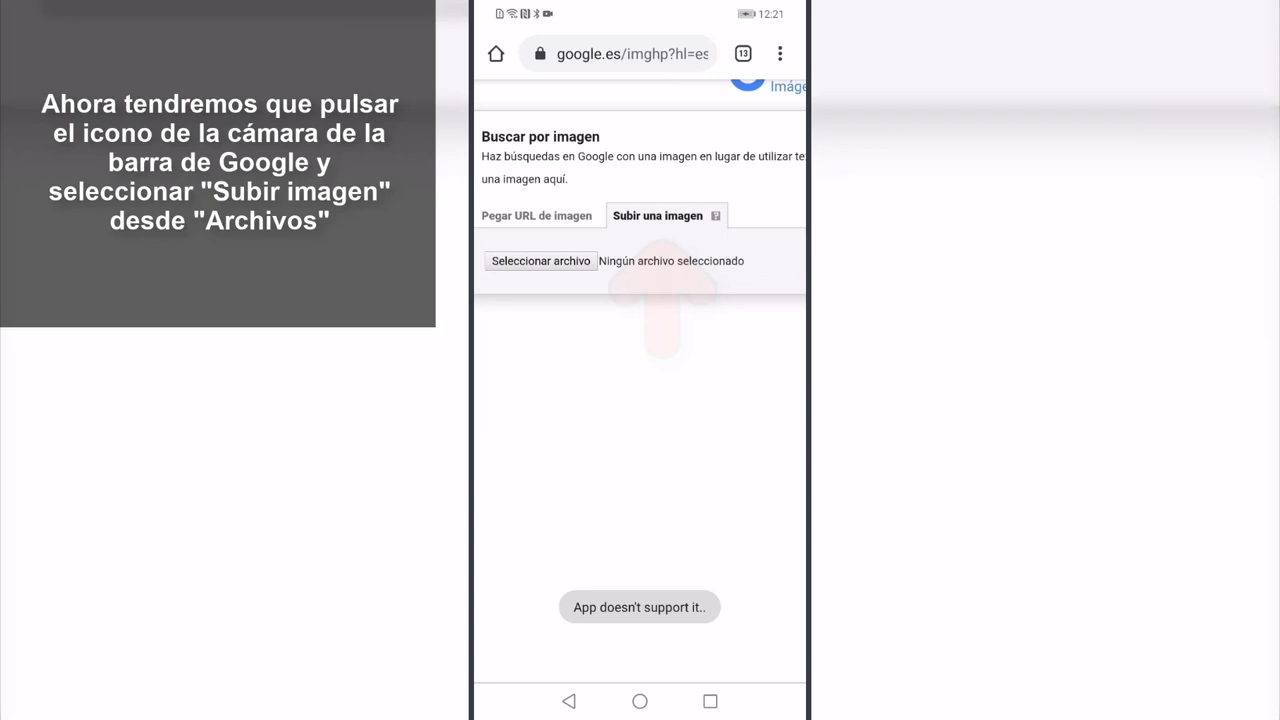 Ahora tendremos que pulsar
el icono de la cámara de la
barra de Google y
seleccionar "Subir imagen"
desde "Archivos"
12:21
google.es/imghp?hl=es
13
Imáge
Buscar por imagen
Haz búsquedas en Google con una imagen en lugar de utilizar te
una imagen aquí.
Pegar URL de imagen Subir una imagen ?
Seleccionar archivo Ningún archivo seleccionado
App doesn't support it..